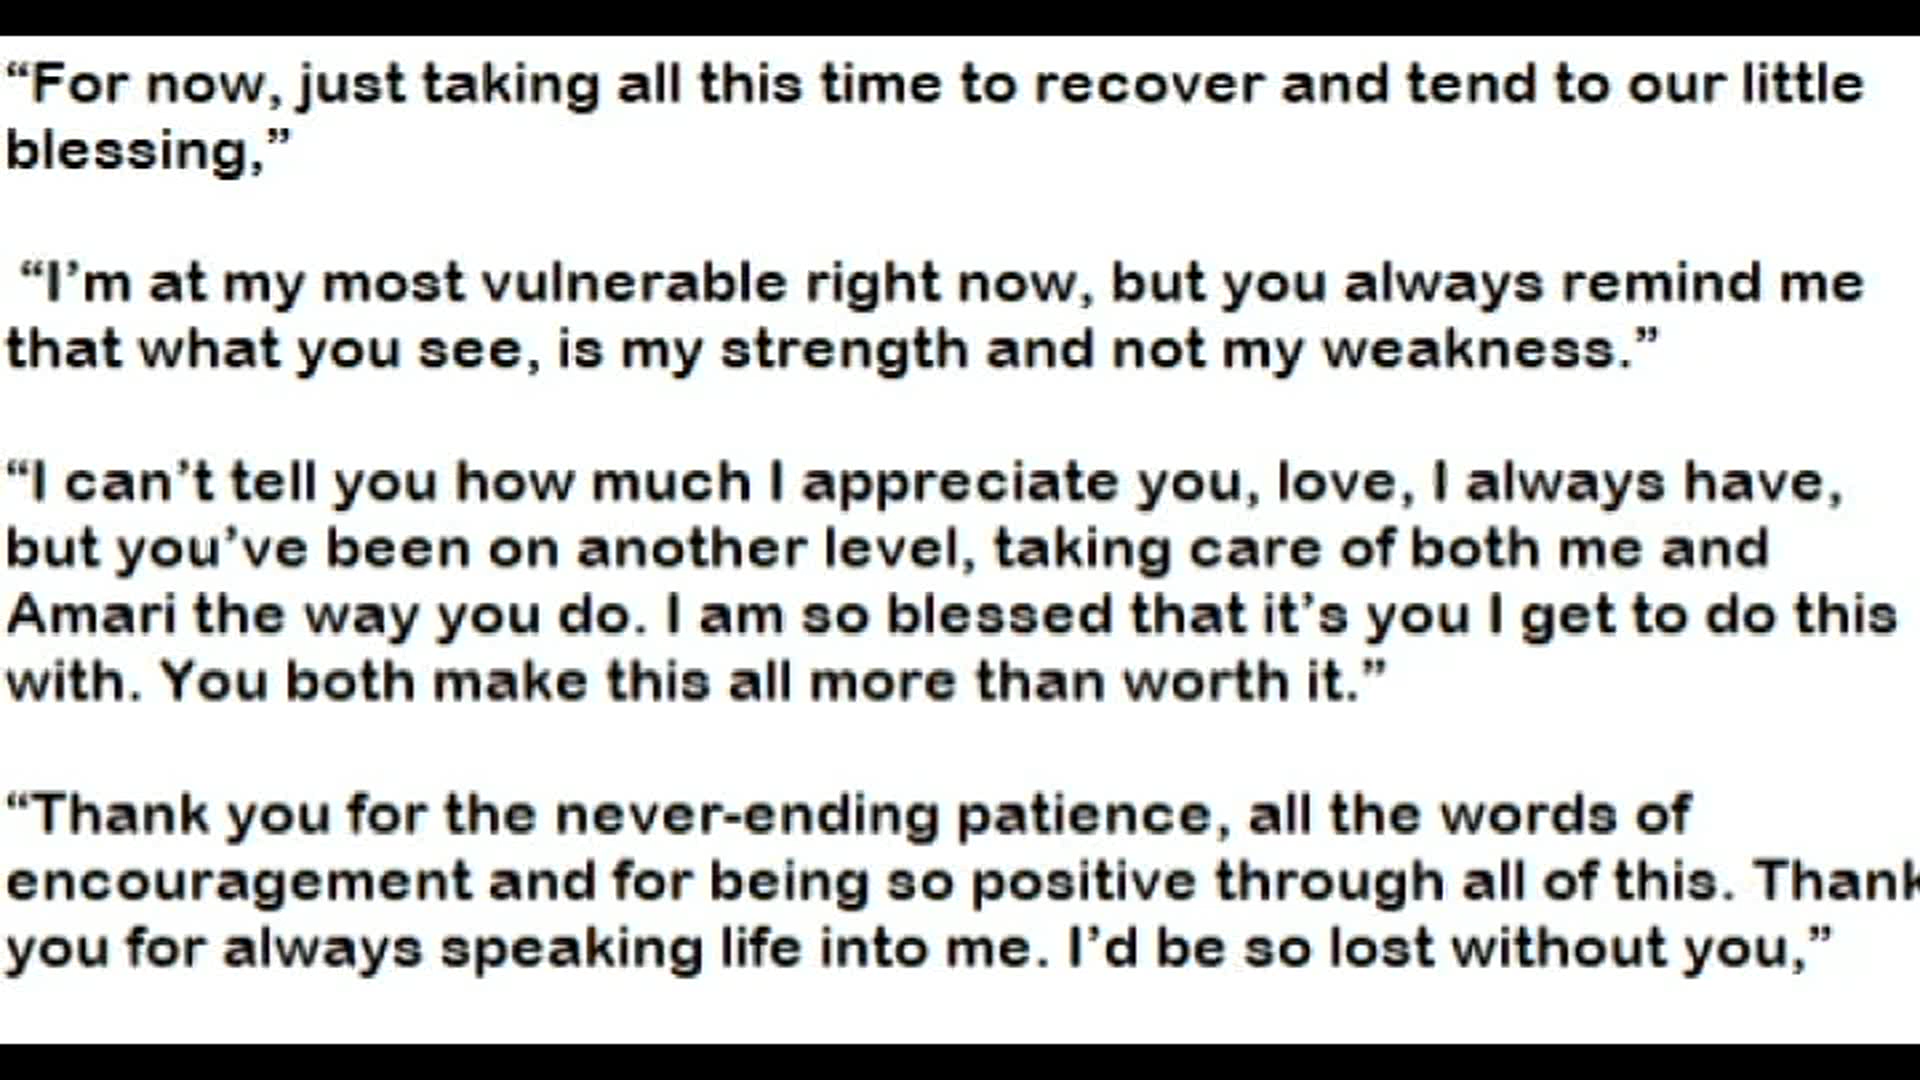 “For now, just taking all this time to recover and tend to our little
blessing,”
“I’m at my most vulnerable right now, but you always remind me
that what you see, is my strength and not my weakness.”
“I can’t tell you how much I appreciate you, love, I always have,
but you’ve been on another level, taking care of both me and
Amari the way you do. I am so blessed that it’s you I get to do this
with. You both make this all more than worth it.”
“Thank you for the never-ending patience, all the words of
encouragement and for being so positive through all of this. Thank
you for always speaking life into me. I’d be so lost without you,”